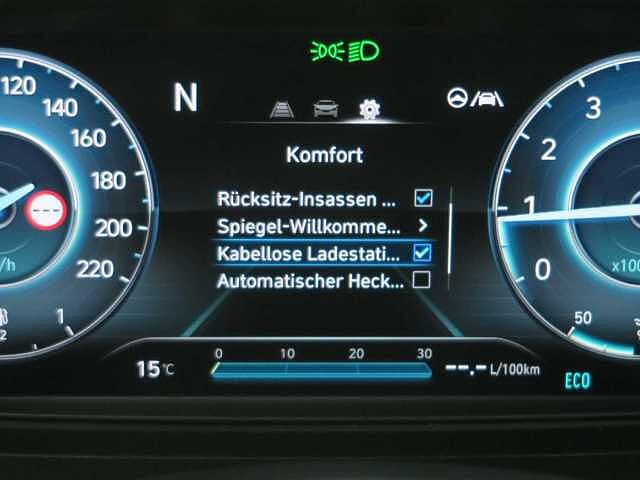 120
140
160
180
200
220
---
/h
1
N
Komfort
Rücksitz-Insassen ...
Spiegel-Willkomme... >
Kabellose Ladestati...
Automatischer Heck...
15°C
0 10 20 30
--.- L/100km
ECO
3
2
1
0
x100
50